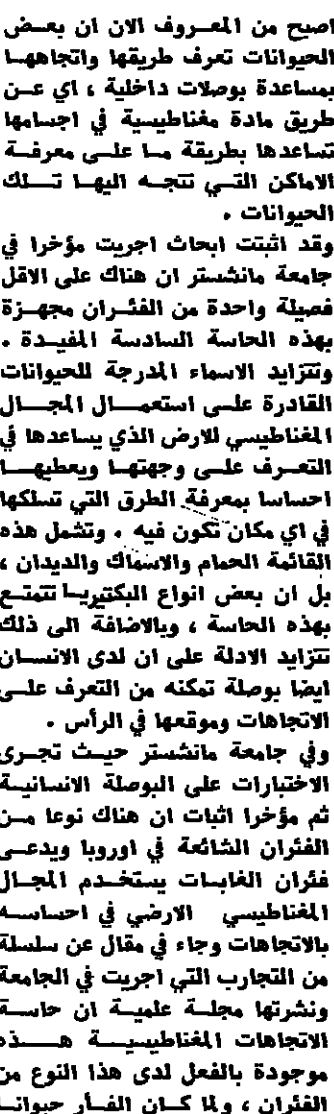 اصبح من المعروف الان ان بعض
الحيوانات تعرف طريقها واتجاهها
بمساعدة بوصلات داخلية ، اي عن
طريق مادة مغناطيسية في اجسامها
تساعدها بطريقة ما على معرفة
الاماكن التي تتجه اليها تلك
الحيوانات .
وقد اثبتت ابحاث اجريت مؤخرا في
جامعة مانشستر ان هناك على الاقل
فصيلة واحدة من الفئران مجهزة
بهذه الحاسة السادسة المفيدة .
وتتزايد الاسماء المدرجة للحيوانات
القادرة على استعمال المجال
المغناطيسي للارض الذي يساعدها في
التعرف على وجهتها ويعطيها
احساسا بمعرفة الطرق التي تسلكها
في اي مكان تكون فيه . وتشمل هذه
القائمة الحمام والاسماك والديدان ،
بل ان بعض انواع البكتيريا تتمتع
بهذه الحاسة ، وبالاضافة الى ذلك
تتزايد الادلة على ان لدى الانسان
ايضا بوصلة تمكنه من التعرف على
الاتجاهات وموقعها في الرأس .
وفي جامعة مانشستر حيث تجرى
الاختبارات على البوصلة الانسانية
تم مؤخرا اثبات ان هناك نوعا من
الفئران الشائعة في اوروبا ويدعى
فئران الغابات يستخدم المجال
المغناطيسي الارضي في احساسه
بالاتجاهات وجاء في مقال عن سلسلة
من التجارب التي اجريت في الجامعة
ونشرتها مجلة علمية ان حاسة
الاتجاهات المغناطيسية هذه
موجودة بالفعل لدى هذا النوع من
الفئران ، ولما كان الفأر حيوانا